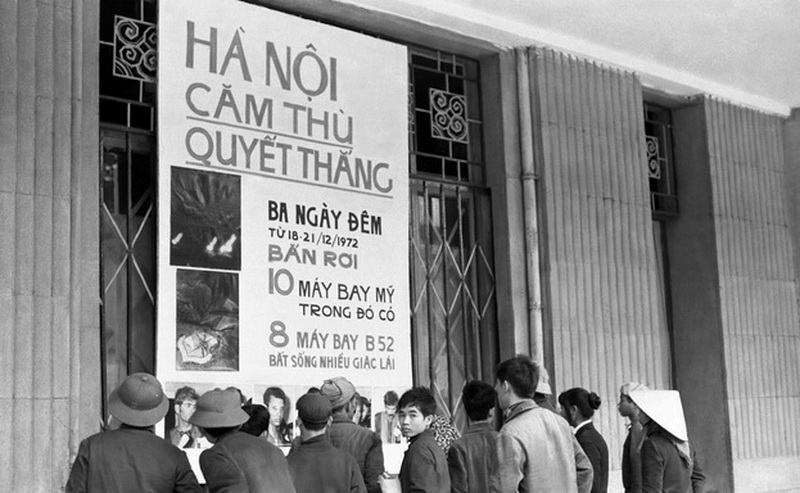 HÀ NỘI
CĂM THÙ
QUYẾT THẮNG
BA NGÀY ĐÊM
TỪ 18-21/12/1972
BẮN RƠI
10 MÁY BAY MỸ
TRONG ĐÓ CÓ
8 MÁY BAY B52
BẮT SỐNG NHIỀU GIẶC LÁI